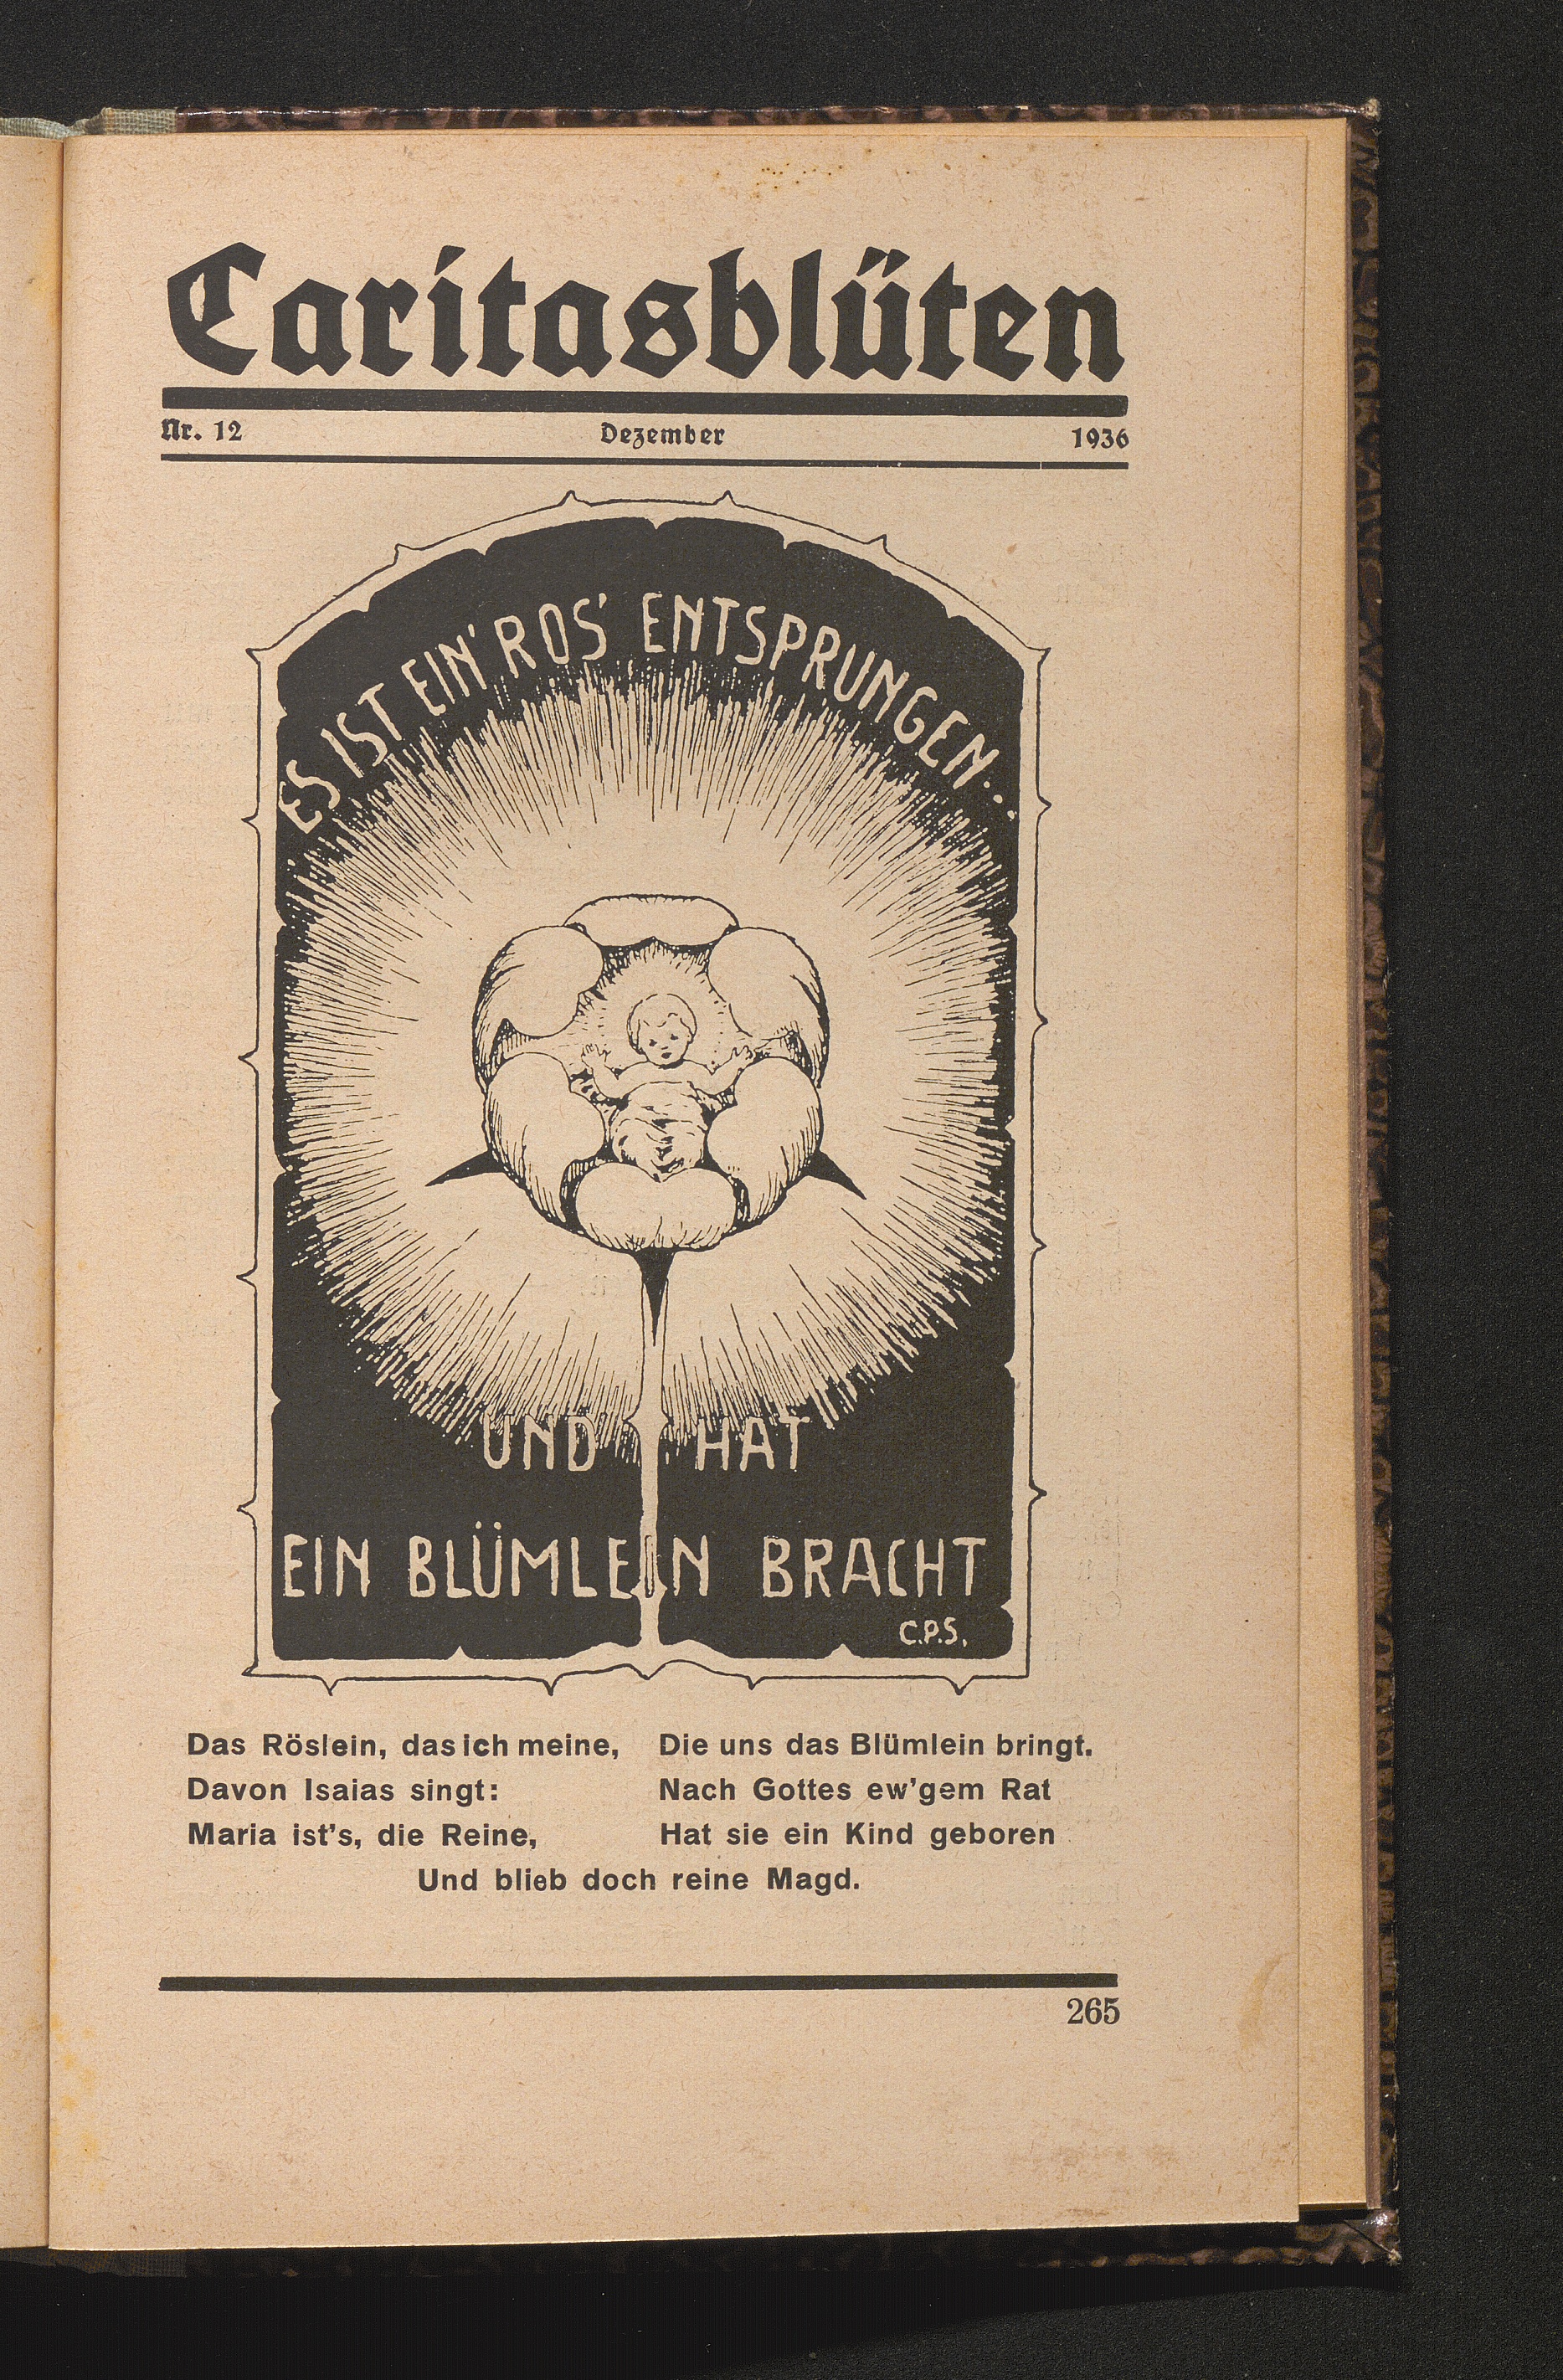 Caritasblüten
Nr. 12 Dezember 1936
ES IST EIN' ROS' ENTSPRUNGEN...
UND HAT
EIN BLÜMLEIN BRACHT
C.P.S.
Das Röslein, das ich meine,
Davon Isaias singt:
Maria ist's, die Reine,
Die uns das Blümlein bringt.
Nach Gottes ew'gem Rat
Hat sie ein Kind geboren
Und blieb doch reine Magd.
265